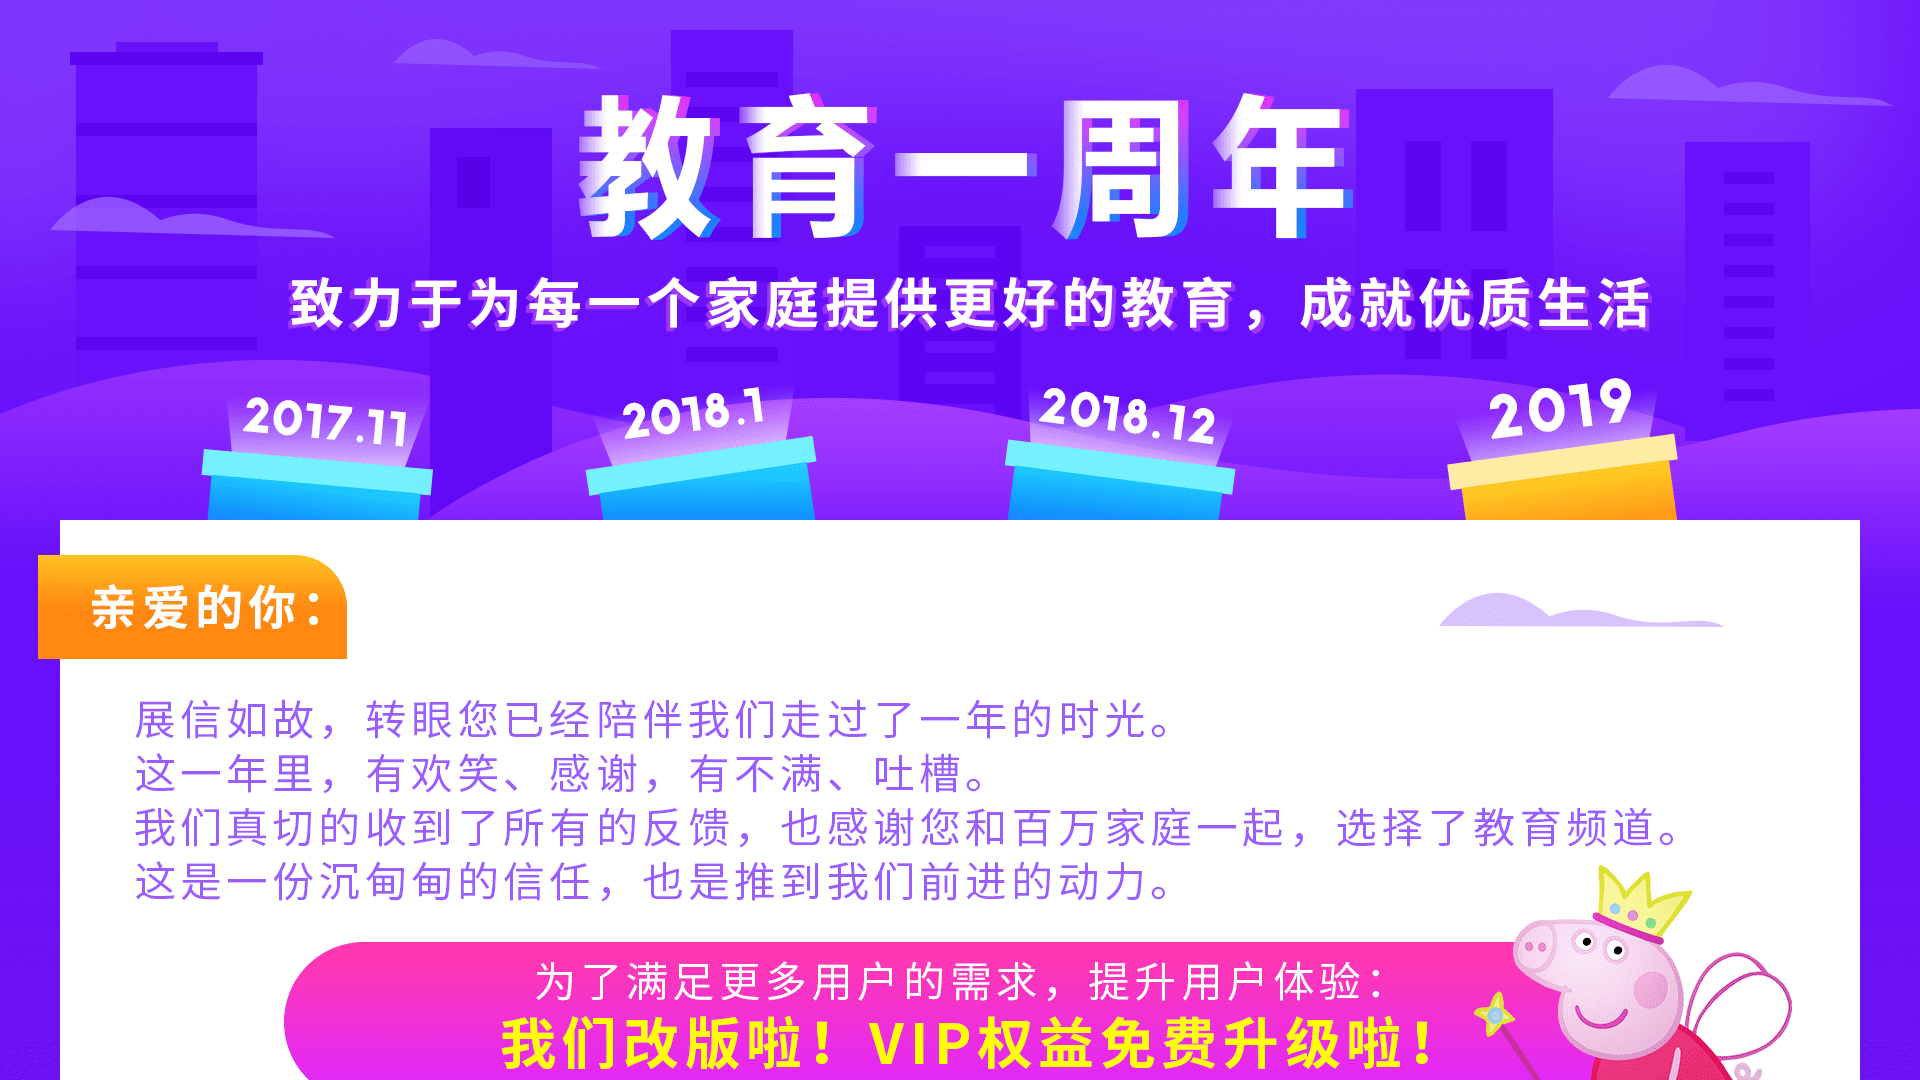 教育一周年
致力于为每一个家庭提供更好的教育，成就优质生活
2017.11
2018.1
2018.12
2019
亲爱的你：
展信如故，转眼您已经陪伴我们走过了一年的时光。
这一年里，有欢笑、感谢，有不满、吐槽。
我们真切的收到了所有的反馈，也感谢您和百万家庭一起，选择了教育频道。
这是一份沉甸甸的信任，也是推到我们前进的动力。
为了满足更多用户的需求，提升用户体验：
我们改版啦！VIP权益免费升级啦！